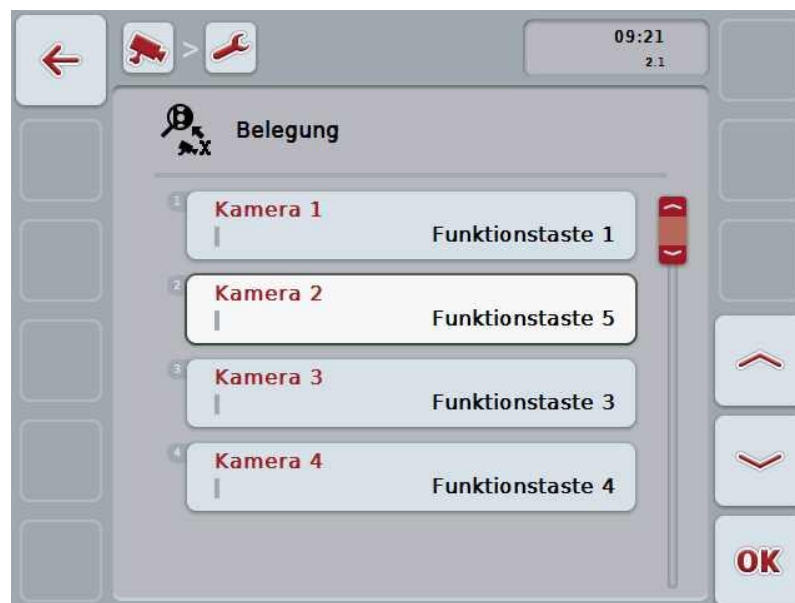 >
09:21
2.1
Belegung
1
Kamera 1
Funktionstaste 1
2
Kamera 2
Funktionstaste 5
3
Kamera 3
Funktionstaste 3
4
Kamera 4
Funktionstaste 4
OK